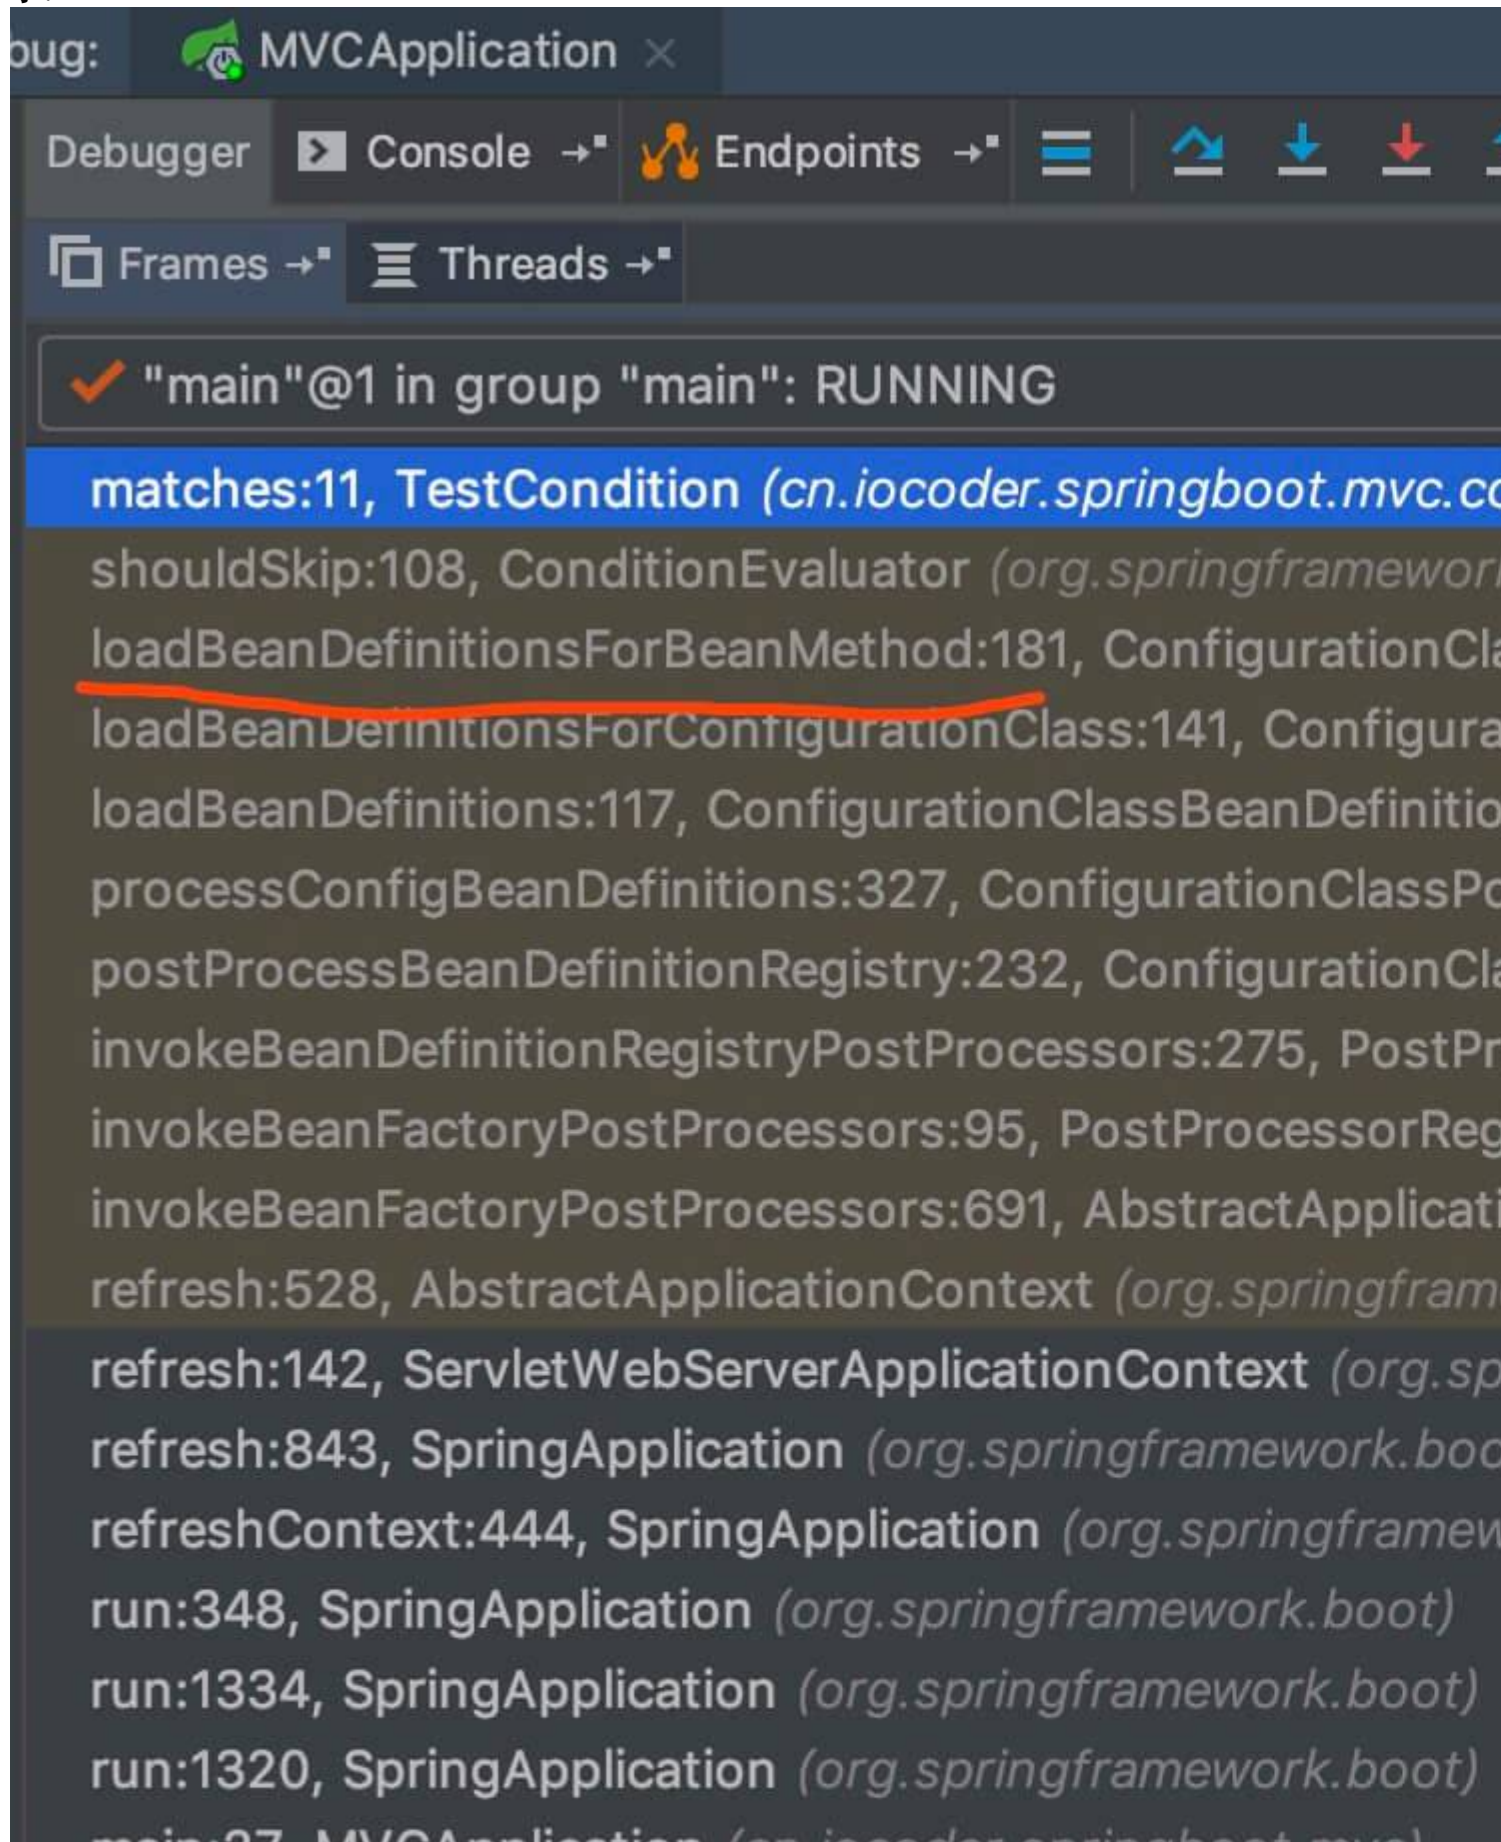 bug:
MVCApplication
Debugger Console Endpoints
Frames Threads
"main"@1 in group "main": RUNNING
matches:11, TestCondition (cn.iocoder.springboot.mvc.co
shouldSkip:108, ConditionEvaluator (org.springframewor
loadBeanDefinitionsForBeanMethod:181, ConfigurationCla
loadBeanDefinitionsForConfigurationClass:141, Configura
loadBeanDefinitions:117, ConfigurationClassBeanDefinitio
processConfigBeanDefinitions:327, ConfigurationClassPo
postProcessBeanDefinitionRegistry:232, ConfigurationCla
invokeBeanDefinitionRegistryPostProcessors:275, PostPr
invokeBeanFactoryPostProcessors:95, PostProcessorReg
invokeBeanFactoryPostProcessors:691, AbstractApplicati
refresh:528, AbstractApplicationContext (org.springfram
refresh:142, ServletWebServerApplicationContext (org.sp
refresh:843, SpringApplication (org.springframework.boo
refreshContext:444, SpringApplication (org.springframew
run:348, SpringApplication (org.springframework.boot)
run:1334, SpringApplication (org.springframework.boot)
run:1320, SpringApplication (org.springframework.boot)